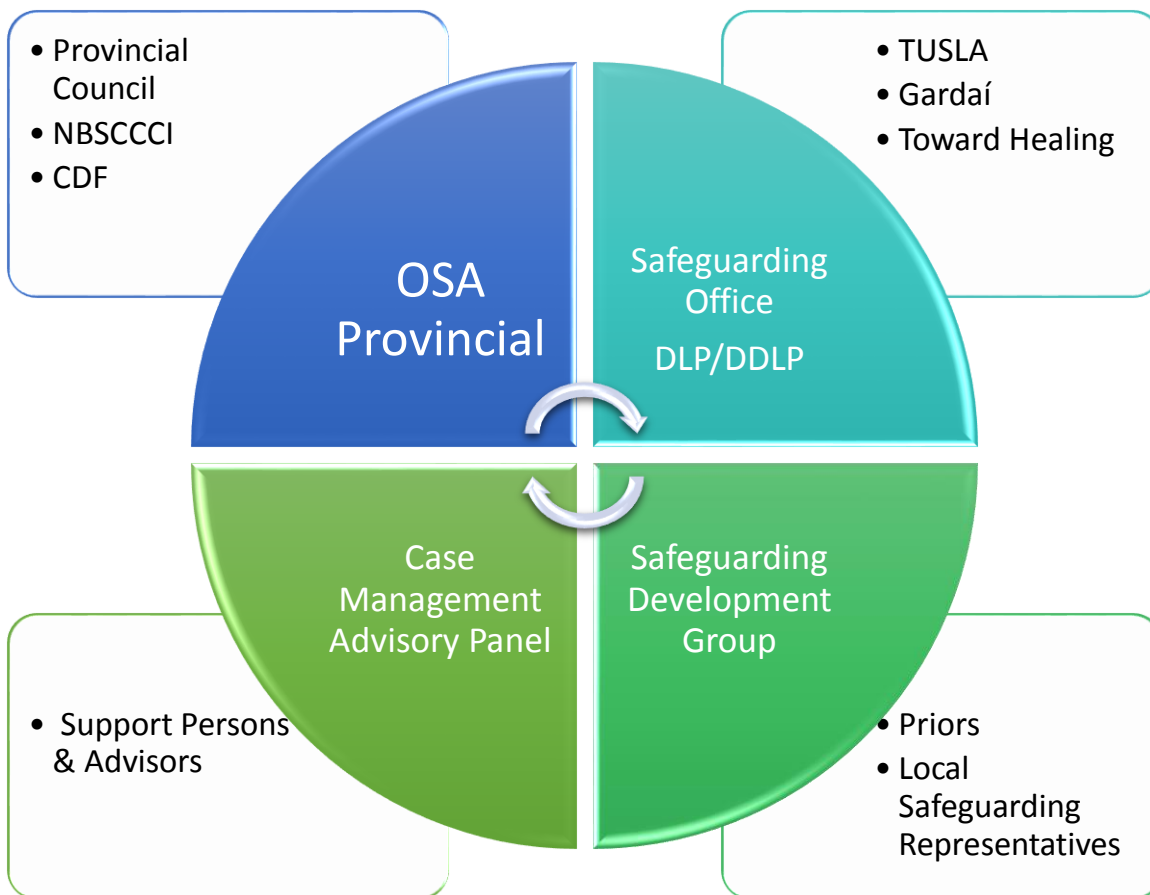 • Provincial
Council
• NBSCCCI
• CDF
• TUSLA
• Gardaí
• Toward Healing
OSA
Provincial
Safeguarding
Office
DLP/DDLP
Case
Management
Advisory Panel
Safeguarding
Development
Group
• Support Persons
& Advisors
• Priors
• Local
Safeguarding
Representatives